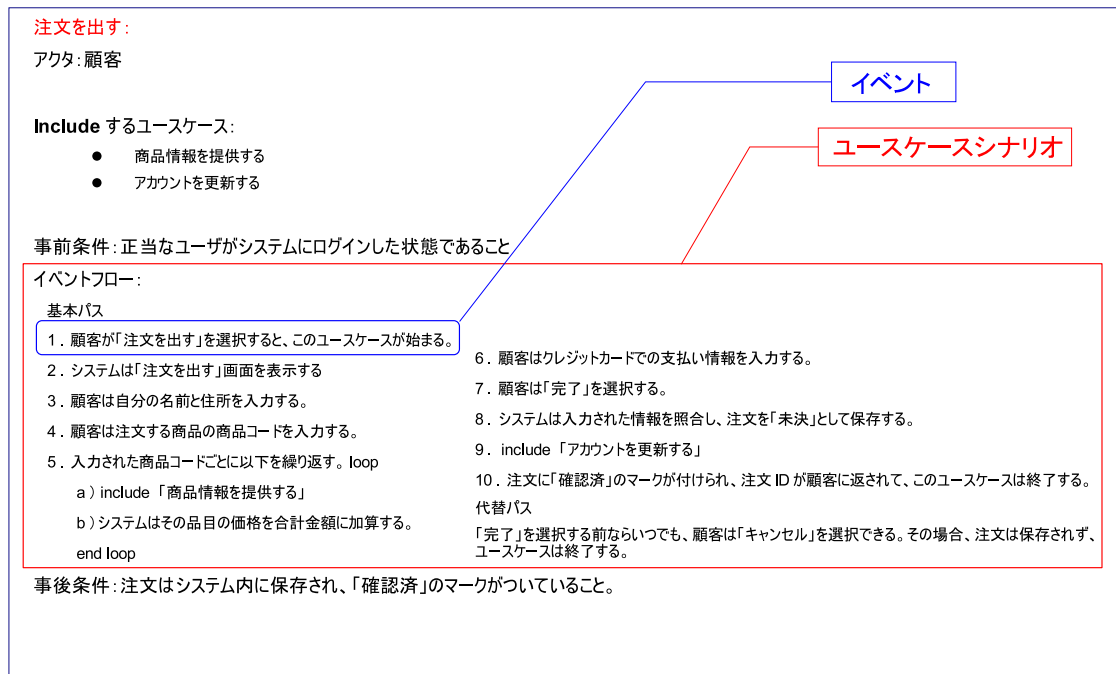 注文を出す:
アクタ:顧客
イベント
Include するユースケース:
ユースケースシナリオ
● 商品情報を提供する
● アカウントを更新する
事前条件:正当なユーザがシステムにログインした状態であること
イベントフロー:
基本パス
1.顧客が「注文を出す」を選択すると、このユースケースが始まる。
2.システムは「注文を出す」画面を表示する
3.顧客は自分の名前と住所を入力する。
4.顧客は注文する商品の商品コードを入力する。
5.入力された商品コードごとに以下を繰り返す。loop
a)include「商品情報を提供する」
b)システムはその品目の価格を合計金額に加算する。
end loop
6.顧客はクレジットカードでの支払い情報を入力する。
7.顧客は「完了」を選択する。
8.システムは入力された情報を照合し、注文を「未決」として保存する。
9.include「アカウントを更新する」
10.注文に「確認済」のマークが付けられ、注文 ID が顧客に返されて、このユースケースは終了する。
代替パス
「完了」を選択する前ならいつでも、顧客は「キャンセル」を選択できる。その場合、注文は保存されず、
ユースケースは終了する。
事後条件:注文はシステム内に保存され、「確認済」のマークがついていること。